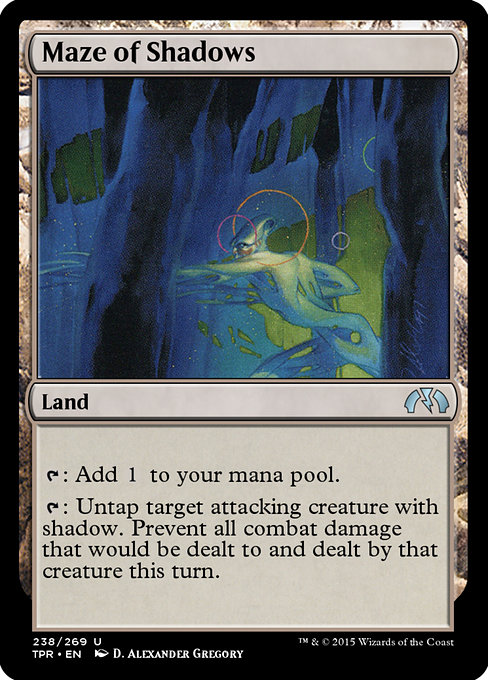 Maze of Shadows
Land
: Add 1 to your mana pool.
: Untap target attacking creature with
shadow. Prevent all combat damage
that would be dealt to and dealt by that
creature this turn.
238/269 U
™ & © 2015 Wizards of the Coast
TPR • EN D. Alexander Gregory